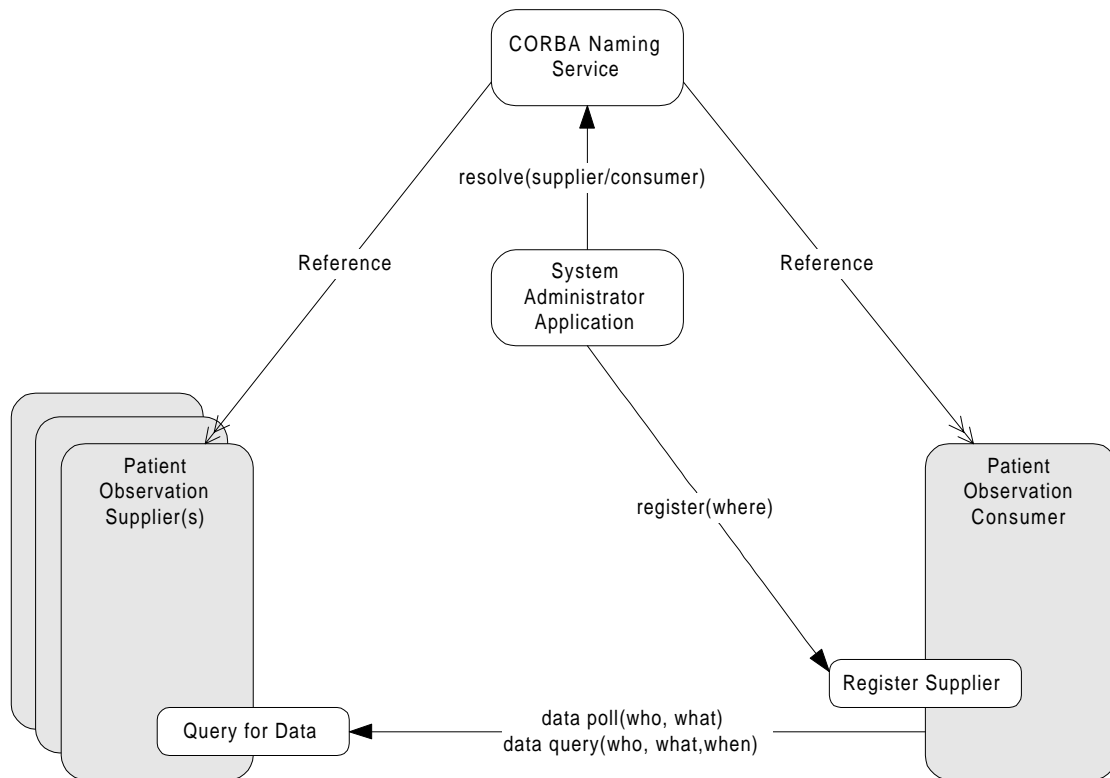 CORBA Naming
Service
resolve(supplier/consumer)
Reference
Reference
System
Administrator
Application
Patient
Observation
Supplier(s)
Patient
Observation
Consumer
register(where)
Register Supplier
Query for Data
data poll(who, what)
data query(who, what,when)